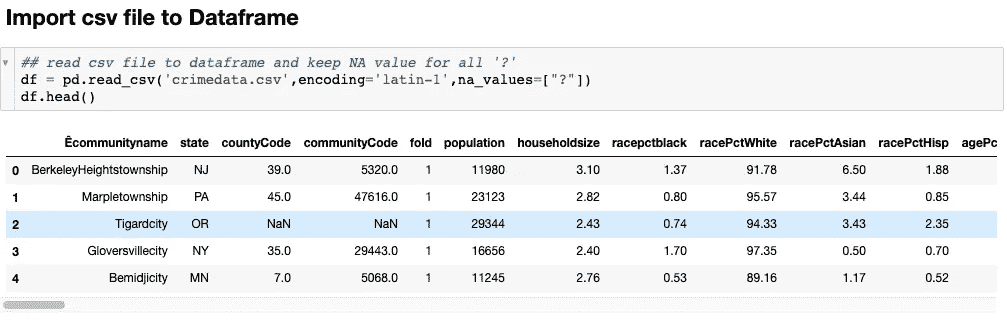 Import csv file to Dataframe
## read csv file to dataframe and keep NA value for all '?'
df = pd.read_csv('crimedata.csv',encoding='latin-1',na_values=["?"])
df.head()
Êcommunityname state countyCode communityCode fold population householdsize racepctblack racePctWhite racePctAsian racePctHisp agePc
0 BerkeleyHeightstownship NJ 39.0 5320.0 1 11980 3.10 1.37 91.78 6.50 1.88
1 Marpletownship PA 45.0 47616.0 1 23123 2.82 0.80 95.57 3.44 0.85
2 Tigardcity OR NaN NaN 1 29344 2.43 0.74 94.33 3.43 2.35
3 Gloversvillecity NY 35.0 29443.0 1 16656 2.40 1.70 97.35 0.50 0.70
4 Bemidjicity MN 7.0 5068.0 1 11245 2.76 0.53 89.16 1.17 0.52